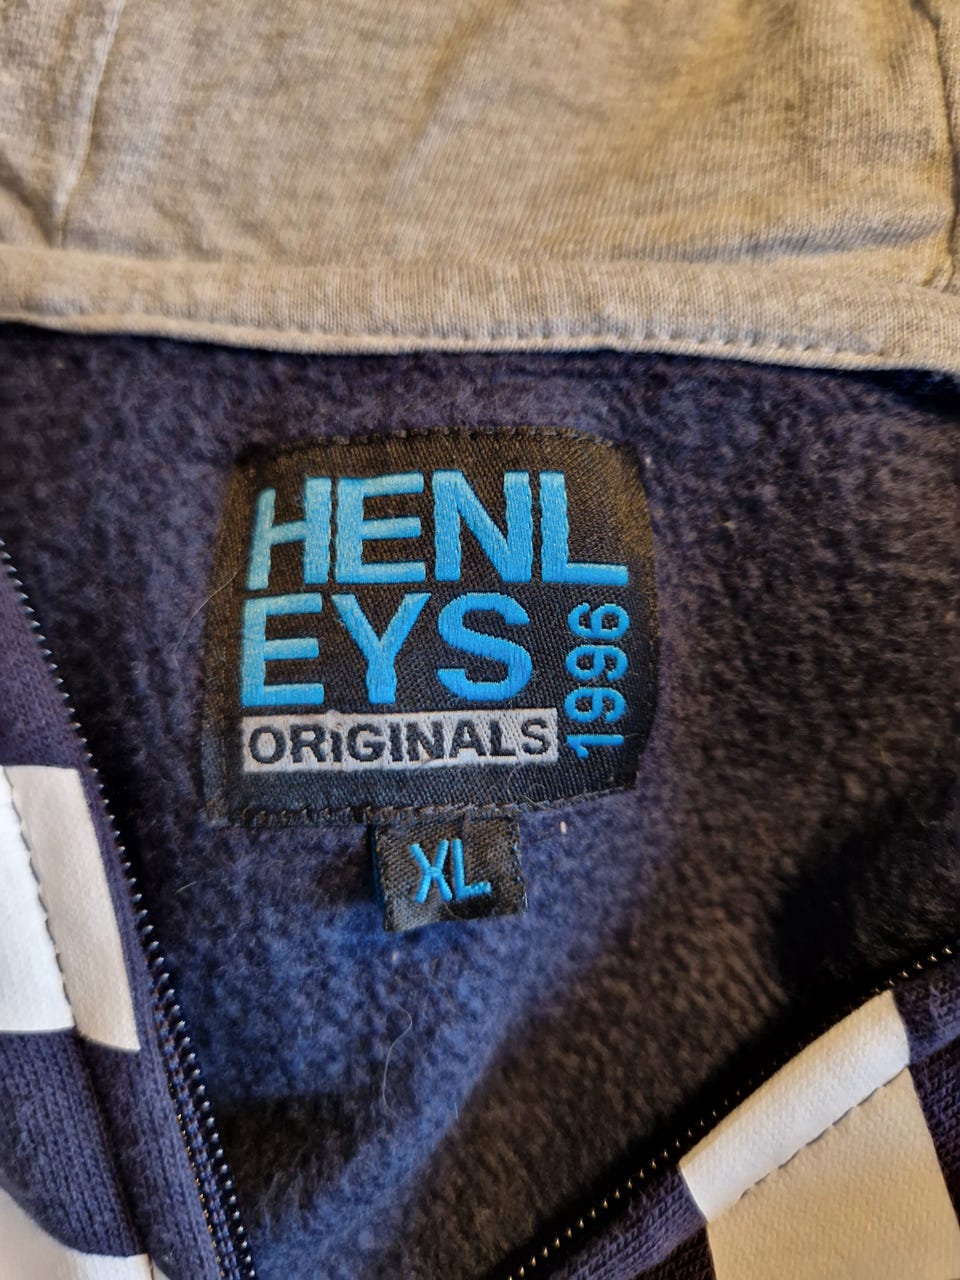 HENL
EYS
ORiGINALS
1996
XL